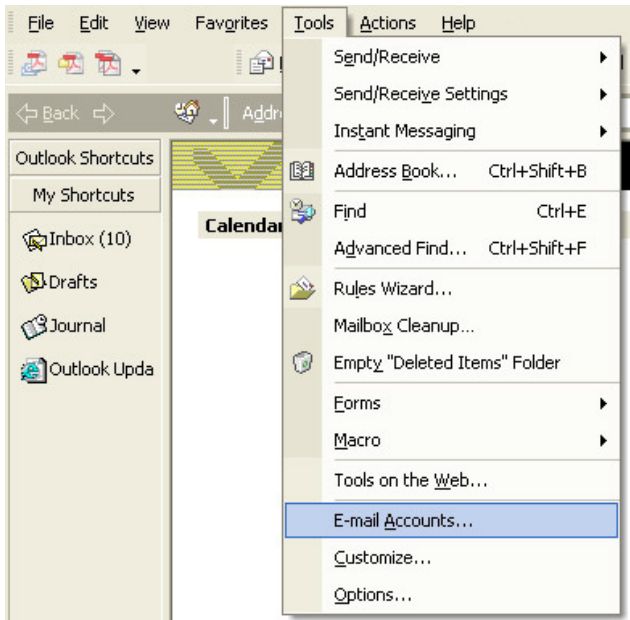 File Edit View Favorites Tools Actions Help
Back
Outlook Shortcuts
My Shortcuts
Inbox (10)
Drafts
Journal
Outlook Upda
Calendar
Send/Receive
Send/Receive Settings
Instant Messaging
Address Book... Ctrl+Shift+B
Find Ctrl+E
Advanced Find... Ctrl+Shift+F
Rules Wizard...
Mailbox Cleanup...
Empty "Deleted Items" Folder
Forms
Macro
Tools on the Web...
E-mail Accounts...
Customize...
Options...